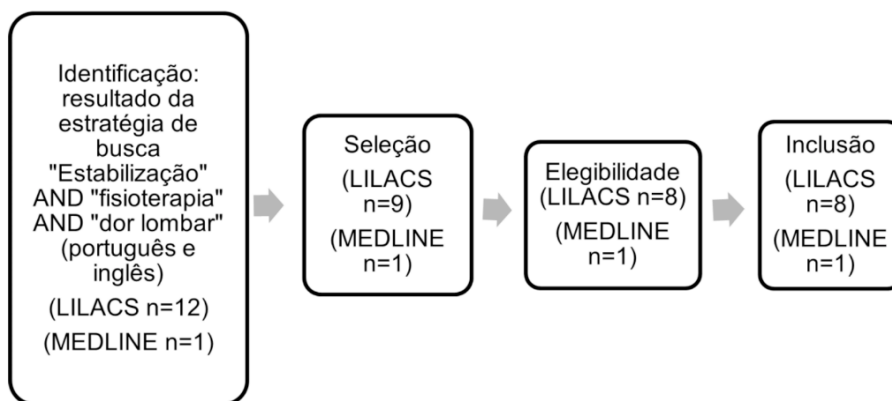 Identificação:
resultado da
estratégia de
busca
"Estabilização"
AND "fisioterapia"
AND "dor lombar"
(português e
inglês)
(LILACS n=12)
(MEDLINE n=1)
Seleção
(LILACS
n=9)
(MEDLINE
n=1)
Elegibilidade
(LILACS n=8)
(MEDLINE
n=1)
Inclusão
(LILACS
n=8)
(MEDLINE
n=1)